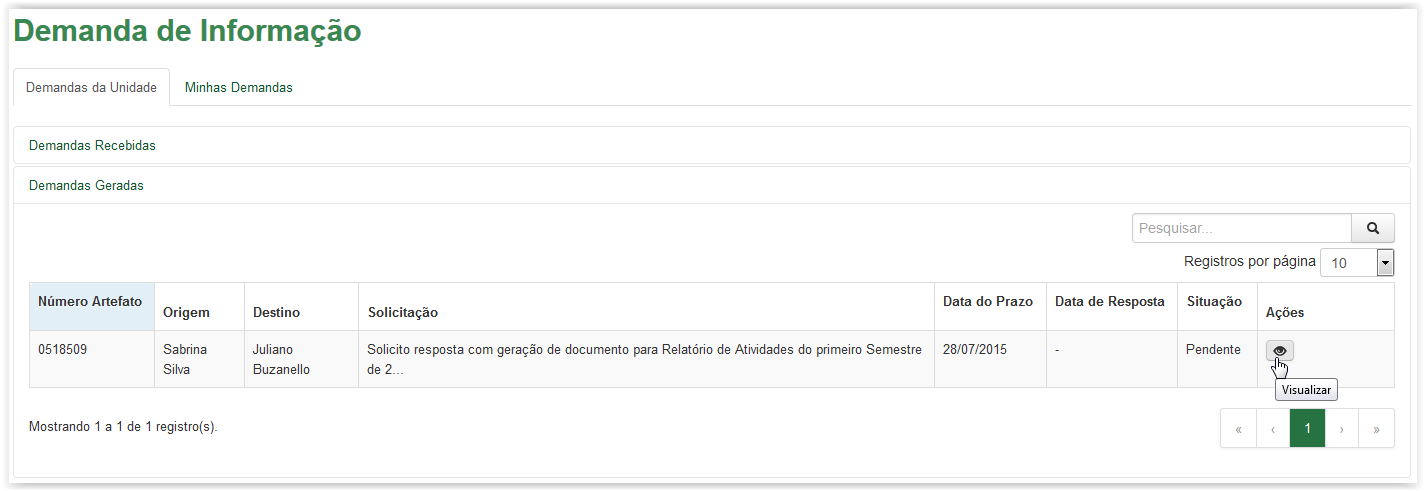 Demanda de Informação
Demandas da Unidade Minhas Demandas
Demandas Recebidas
Demandas Geradas
Pesquisar...
Registros por página 10
Número Artefato Origem Destino Solicitação Data do Prazo Data de Resposta Situação Ações
0518509 Sabrina Juliano Solicito resposta com geração de documento para Relatório de Atividades do primeiro Semestre 28/07/2015 - Pendente
Silva Buzanello de 2...
Visualizar
Mostrando 1 a 1 de 1 registro(s). « ‹ 1 › »